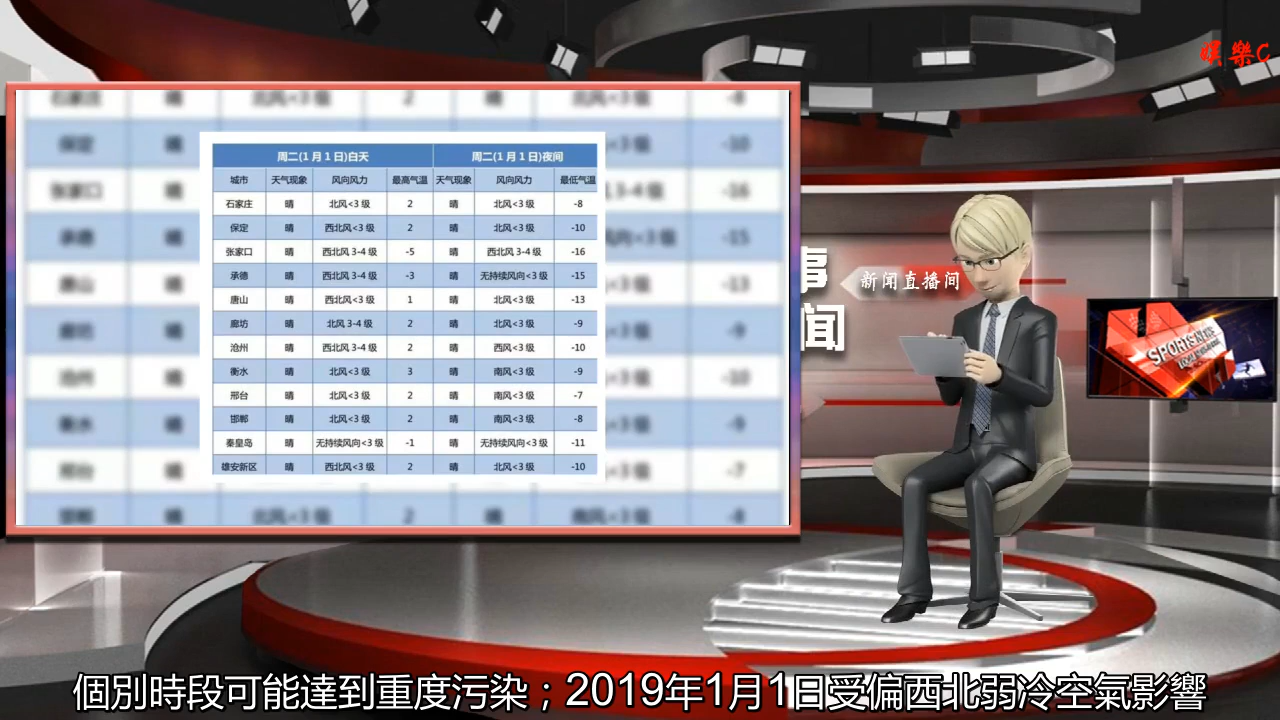 娱樂C
周二(1月1日)白天 周二(1月1日)夜间
城市 天气现象 风向风力 最高气温 天气现象 风向风力 最低气温
石家庄 晴 北风<3级 2 晴 北风<3级 -8
保定 晴 西北风<3级 2 晴 北风<3级 -10
张家口 晴 西北风3-4级 -5 晴 西北风3-4级 -16
承德 晴 西北风3-4级 -3 晴 无持续风向<3级 -15
唐山 晴 西北风<3级 1 晴 北风<3级 -13
廊坊 晴 北风3-4级 2 晴 北风<3级 -9
沧州 晴 西北风3-4级 2 晴 西风<3级 -10
衡水 晴 北风<3级 3 晴 南风<3级 -9
邢台 晴 北风<3级 2 晴 南风<3级 -7
邯郸 晴 北风<3级 2 晴 南风<3级 -8
秦皇岛 晴 无持续风向<3级 -1 晴 无持续风向<3级 -11
雄安新区 晴 西北风<3级 2 晴 北风<3级 -10
事
闻
新闻直播间
SPORTS
個別時段可能達到重度污染；2019年1月1日受偏西北弱冷空氣影響